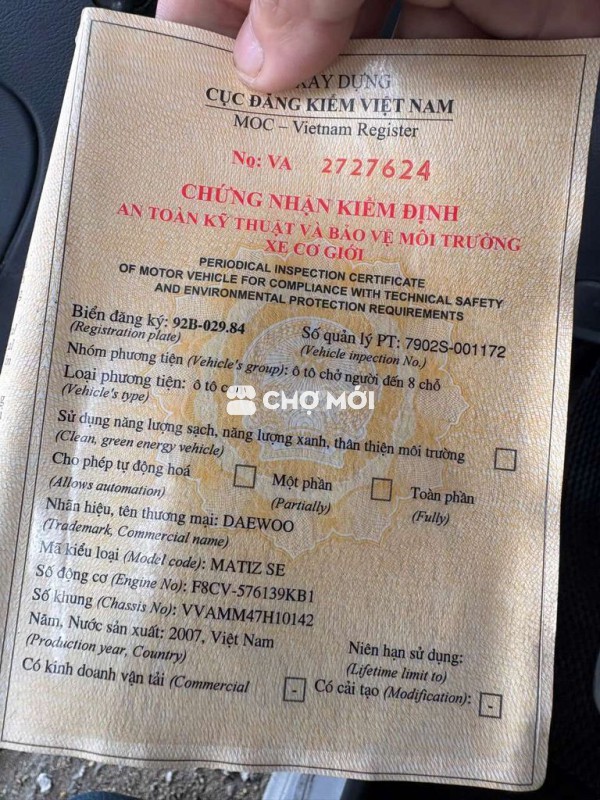 XÂY DỰNG
CỤC ĐĂNG KIỂM VIỆT NAM
MOC – Vietnam Register
No: VA 2727624
CHỨNG NHẬN KIỂM ĐỊNH
AN TOÀN KỸ THUẬT VÀ BẢO VỆ MÔI TRƯỜNG
XE CƠ GIỚI
PERIODICAL INSPECTION CERTIFICATE
OF MOTOR VEHICLE FOR COMPLIANCE WITH TECHNICAL SAFETY
AND ENVIRONMENTAL PROTECTION REQUIREMENTS
Biển đăng ký: 92B-029.84 Số quản lý PT: 7902S-001172
(Registration plate) (Vehicle inspection No.)
Nhóm phương tiện (Vehicle's group): ô tô chở người đến 8 chỗ
Loại phương tiện: ô tô
(Vehicle's type)
CHỢ MỚI
Sử dụng năng lượng sạch, năng lượng xanh, thân thiện môi trường
(Clean, green energy vehicle)
Cho phép tự động hoá Một phần Toàn phần
(Allows automation) (Partially) (Fully)
Nhãn hiệu, tên thương mại: DAEWOO
(Trademark, Commercial name)
Mã kiểu loại (Model code): MATIZ SE
Số động cơ (Engine No): F8CV-576139KB1
Số khung (Chassis No): VVAMM47H10142
Năm, Nước sản xuất: 2007, Việt Nam Niên hạn sử dụng:
(Production year, Country) (Lifetime limit to)
Có kinh doanh vận tải (Commercial - Có cải tạo (Modification): -